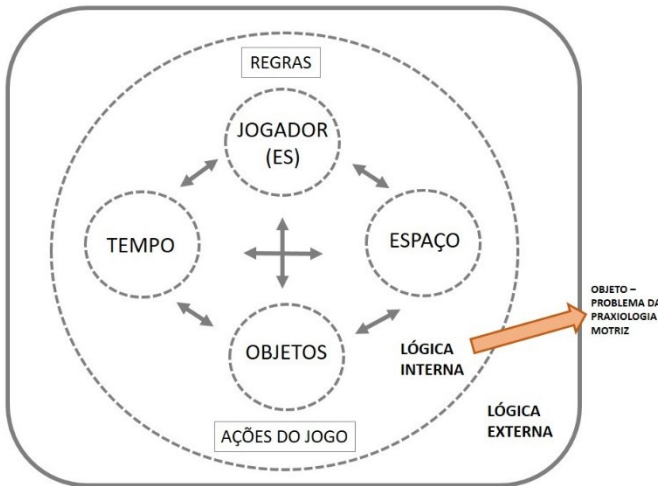 REGRAS
JOGADOR
(ES)
TEMPO
ESPAÇO
OBJETOS
AÇÕES DO JOGO
LÓGICA
INTERNA
OBJETO –
PROBLEMA DA
PRAXIOLOGIA
MOTRIZ
LÓGICA
EXTERNA